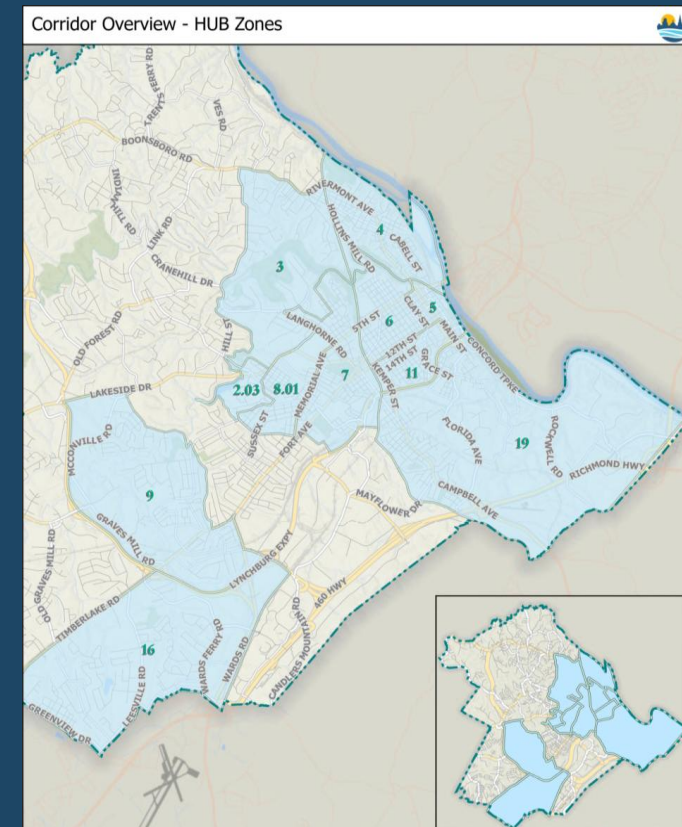 Corridor Overview - HUB Zones
TRENTS FERRY RD
VES RD
BOONSBORO RD
INDIAN HILL RD
LINK RD
RIVERMONT AVE
HOLLINS MILL RD
4
CABELL ST
CRANEHILL DR
3
OLD FOREST RD
HILL ST
LANGHORNE RD
5TH ST
6
CLAY ST
5
MAIN ST
CONCORD TPKE
12TH ST
14TH ST
GRACE ST
11
KEMPER ST
7
MEMORIAL AVE
LAKESIDE DR
2.03
8.01
SUSSEX ST
FORT AVE
FLORIDA AVE
19
ROCKWELL RD
RICHMOND HWY
MCCONVILLE RD
9
CAMPBELL AVE
MAYFLOWER DR
GRAVES MILL RD
OLD GRAVES MILL RD
LYNCHBURG EXPY
460 HWY
TIMBERLAKE RD
16
WARDS FERRY RD
WARDS RD
CANDLERS MOUNTAIN RD
LEESVILLE RD
GREENVIEW DR